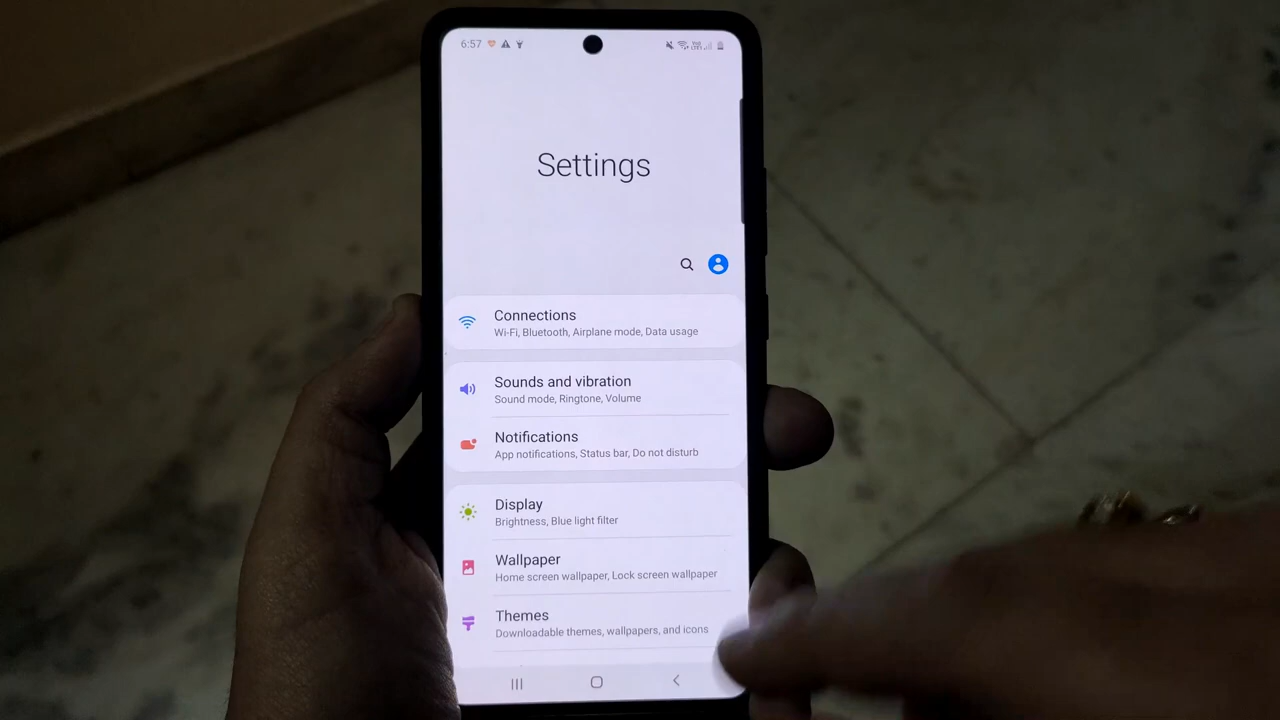 6:57
Settings
Connections
Wi-Fi, Bluetooth, Airplane mode, Data usage
Sounds and vibration
Sound mode, Ringtone, Volume
Notifications
App notifications, Status bar, Do not disturb
Display
Brightness, Blue light filter
Wallpaper
Home screen wallpaper, Lock screen wallpaper
Themes
Downloadable themes, wallpapers, and icons